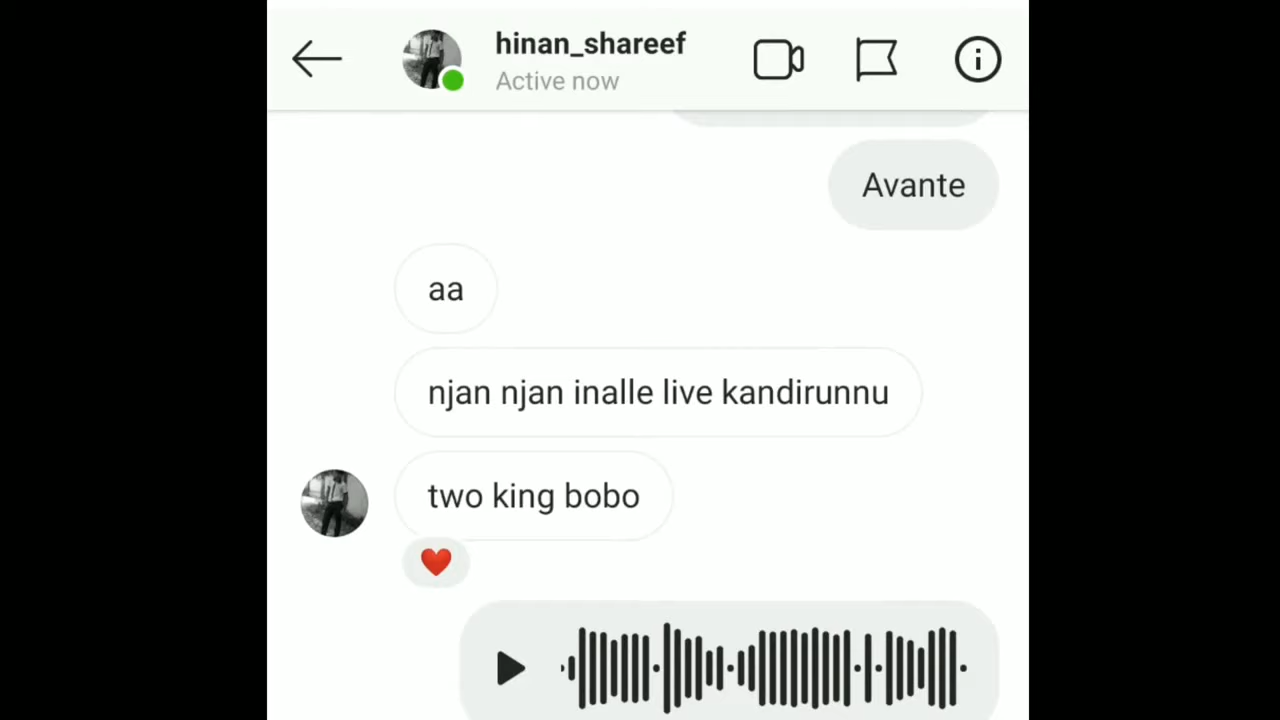 hinan_shareef
Active now
Avante
aa
njan njan inalle live kandirunnu
two king bobo